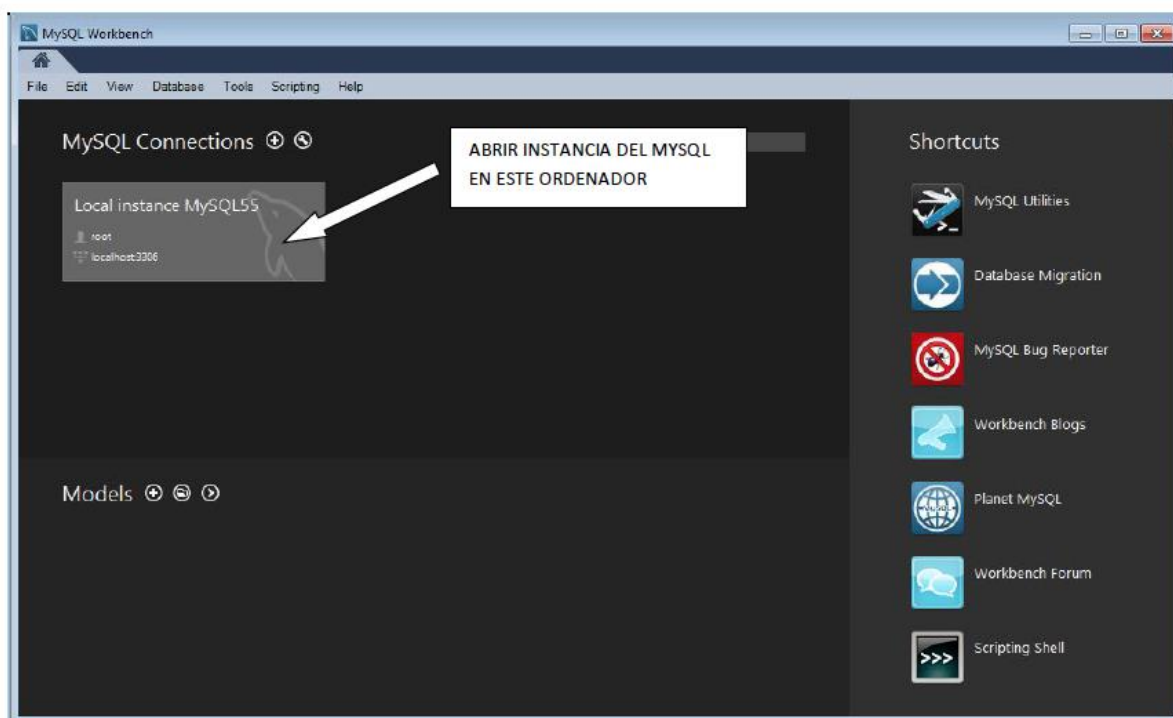 MySQL Workbench
File Edit View Database Tools Scripting Help
MySQL Connections
ABRIR INSTANCIA DEL MYSQL
EN ESTE ORDENADOR
Local instance MySQL55
root
localhost:3306
Models
Shortcuts
MySQL Utilities
Database Migration
MySQL Bug Reporter
Workbench Blogs
Planet MySQL
Workbench Forum
Scripting Shell